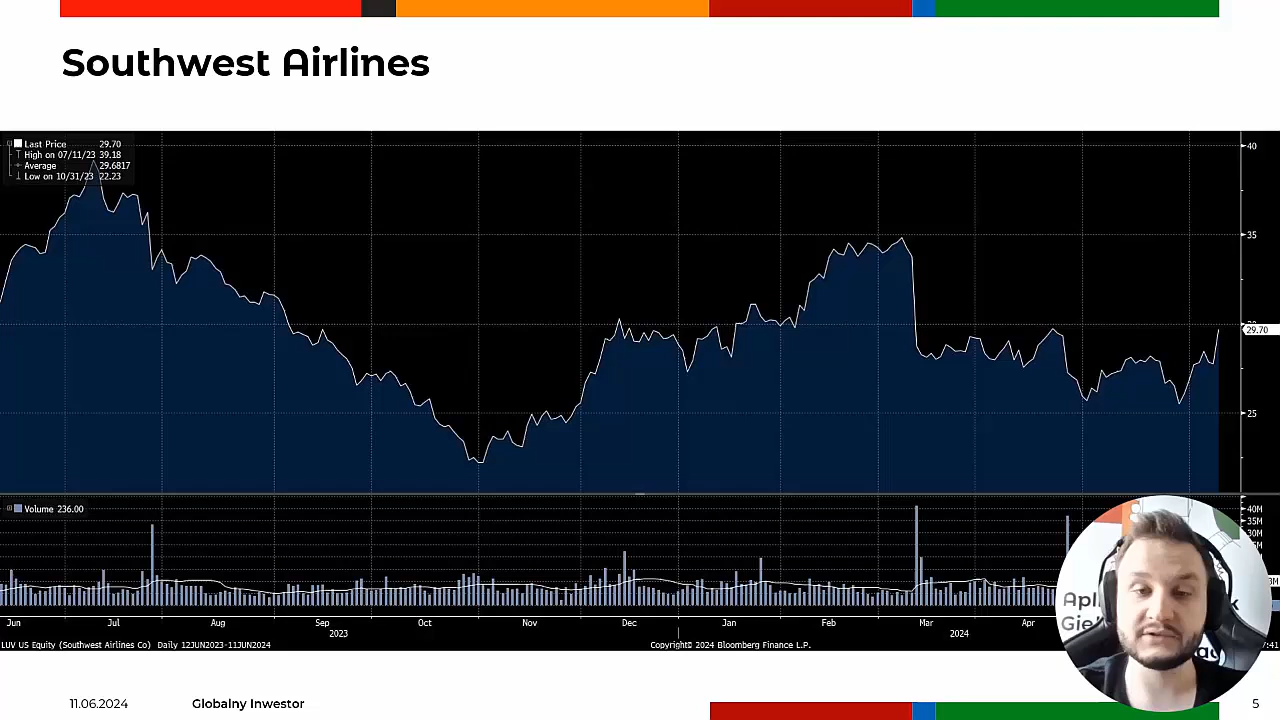 Southwest Airlines
Last Price 29.70
High on 07/11/23 39.18
Average 29.6817
Low on 10/31/23 22.23
40
35
30
29.70
25
Volume 236.00
40M
35M
30M
Jun Jul Aug Sep Oct Nov Dec Jan Feb Mar Apr
2023 2024
LUV US Equity (Southwest Airlines Co) Daily 12JUN2023-11JUN2024 Copyright© 2024 Bloomberg Finance L.P. 7:41
11.06.2024 Globalny Inwestor 5